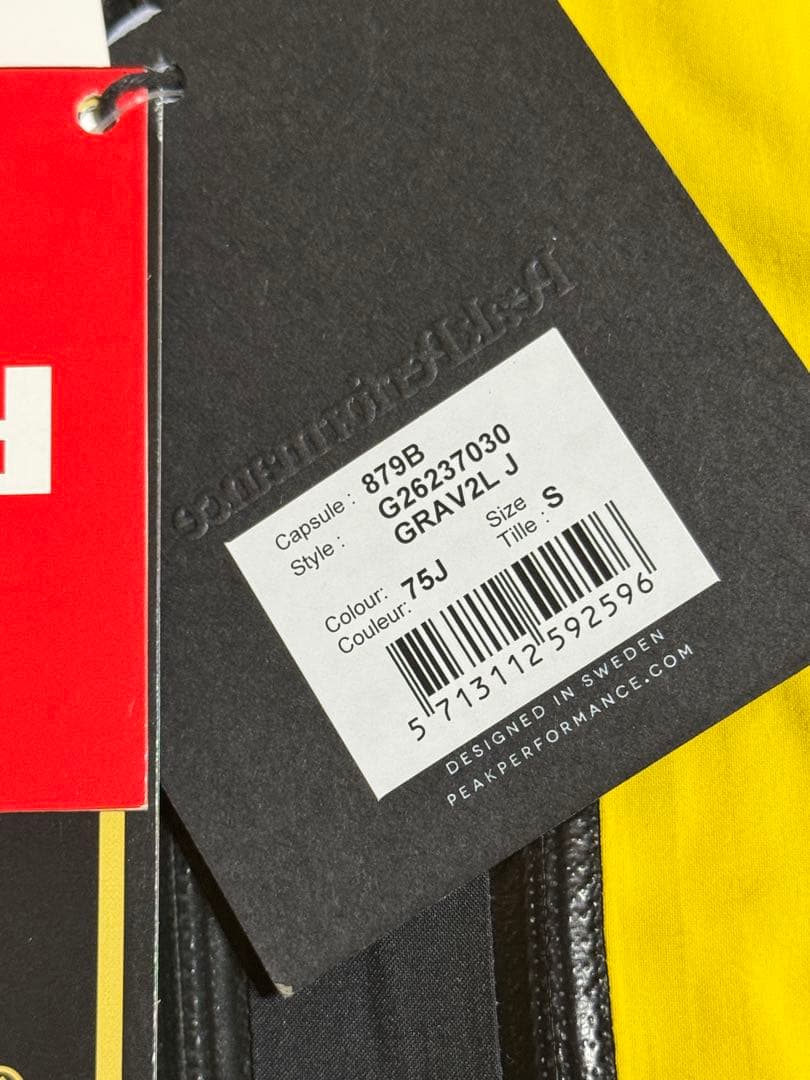 H
Capsule : 879B
Style : G26237030
GRAV2L J
Colour: 75J
Couleur:
Size
Tille : S
5 713112 592596
DESIGNED IN SWEDEN
PEAKPERFORMANCE.COM